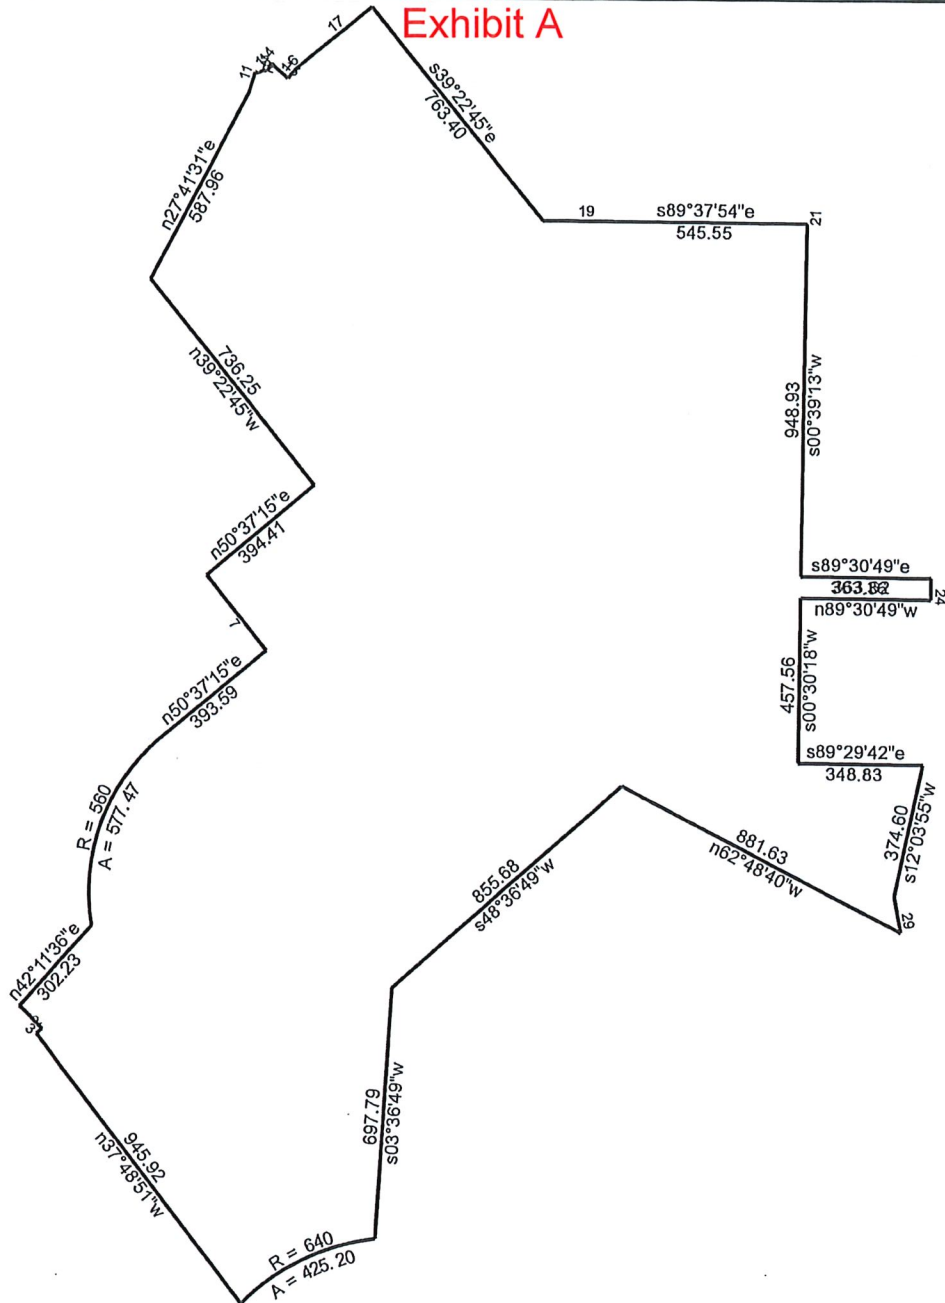 Exhibit A
17
11
s39°22'45"e
763.40
n27°41'31"e
587.96
19
s89°37'54"e
545.55
21
736.25
n39°22'45"w
948.93
s00°39'13"w
n50°37'15"e
394.41
s89°30'49"e
n89°30'49"w
24
7
457.56
s00°30'18"w
n50°37'15"e
393.59
s89°29'42"e
348.83
R = 560
A = 577.47
374.60
s12°03'55"w
881.63
n62°48'40"w
855.68
s48°36'49"w
29
n42°11'36"e
302.23
697.79
s03°36'49"w
945.92
n37°48'51"w
R = 640
A = 425.20